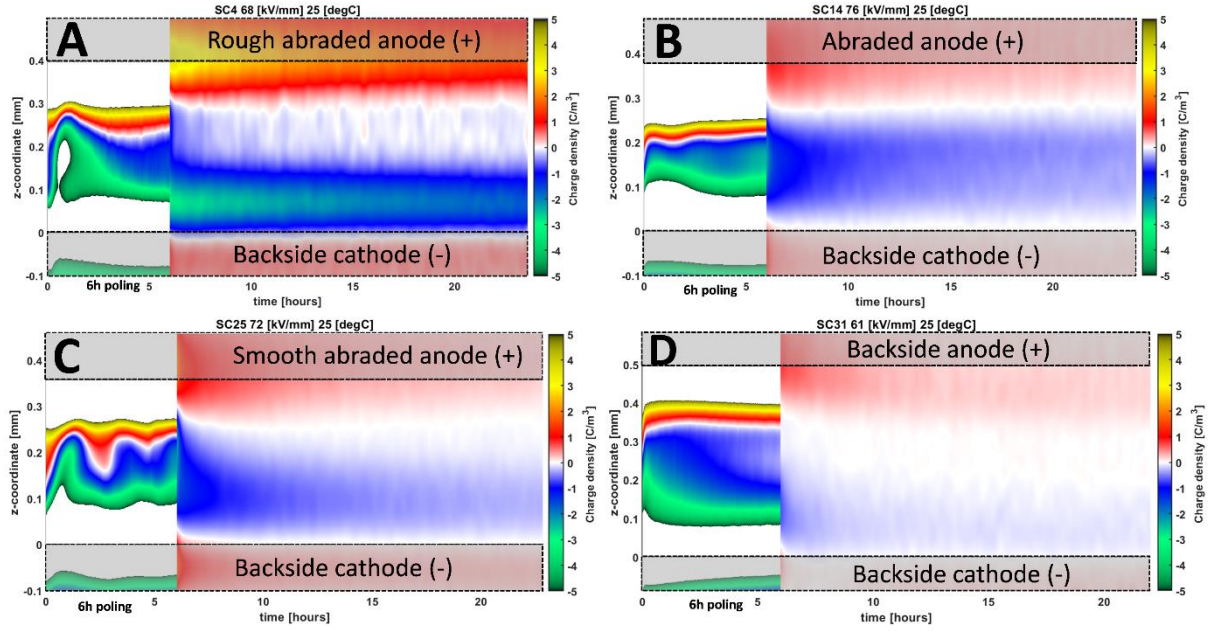 SC4 68 [kV/mm] 25 [degC]
A
Rough abraded anode (+)
Backside cathode (-)
z-coordinate [mm]
0.4
0.3
0.2
0.1
0
-0.1
0
5
10
15
20
6h poling
time [hours]
5
4
3
2
1
0
-1
-2
-3
-4
-5
Charge density [C/m³]
SC14 76 [kV/mm] 25 [degC]
B
Abraded anode (+)
Backside cathode (-)
z-coordinate [mm]
0.4
0.3
0.2
0.1
0
-0.1
0
5
10
15
20
6h poling
time [hours]
5
4
3
2
1
0
-1
-2
-3
-4
-5
Charge density [C/m³]
SC25 72 [kV/mm] 25 [degC]
C
Smooth abraded anode (+)
Backside cathode (-)
z-coordinate [mm]
0.4
0.3
0.2
0.1
0
-0.1
0
5
10
15
20
6h poling
time [hours]
5
4
3
2
1
0
-1
-2
-3
-4
-5
Charge density [C/m³]
SC31 61 [kV/mm] 25 [degC]
D
Backside anode (+)
Backside cathode (-)
z-coordinate [mm]
0.5
0.4
0.3
0.2
0.1
0
0
5
10
15
20
6h poling
time [hours]
5
4
3
2
1
0
-1
-2
-3
-4
-5
Charge density [C/m³]